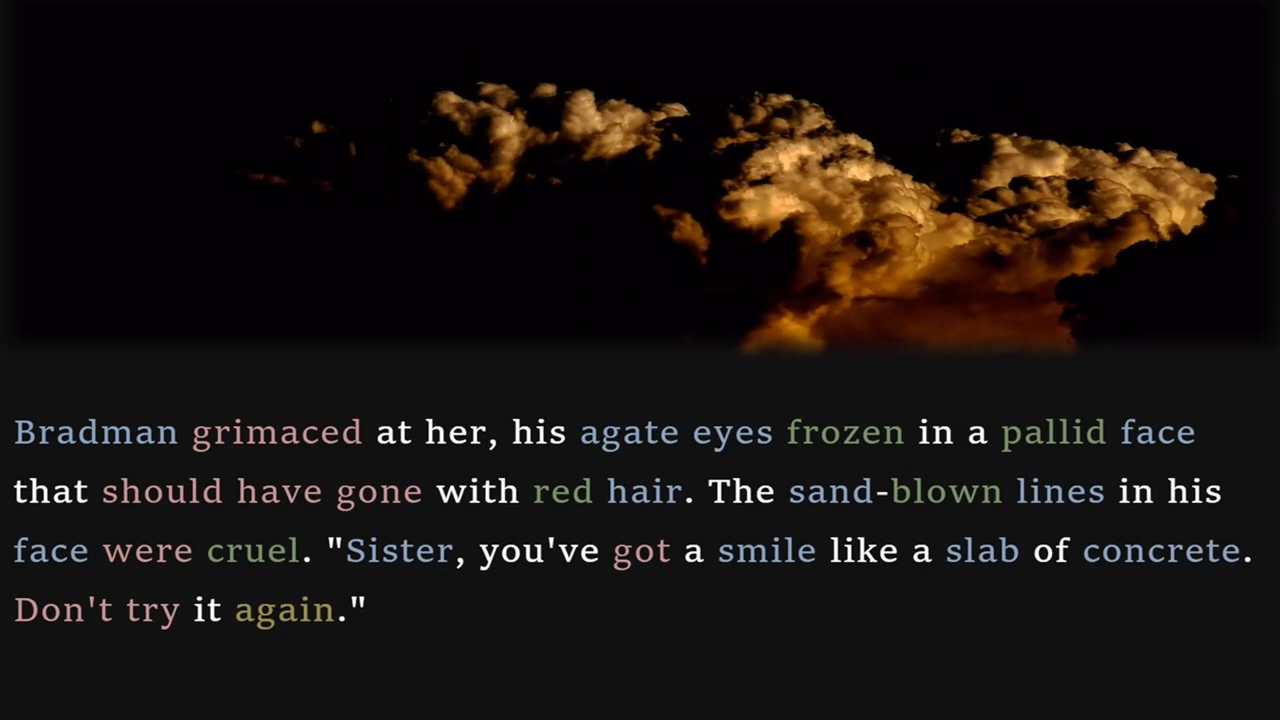 Bradman grimaced at her, his agate eyes frozen in a pallid face
that should have gone with red hair. The sand-blown lines in his
face were cruel. "Sister, you've got a smile like a slab of concrete.
Don't try it again."